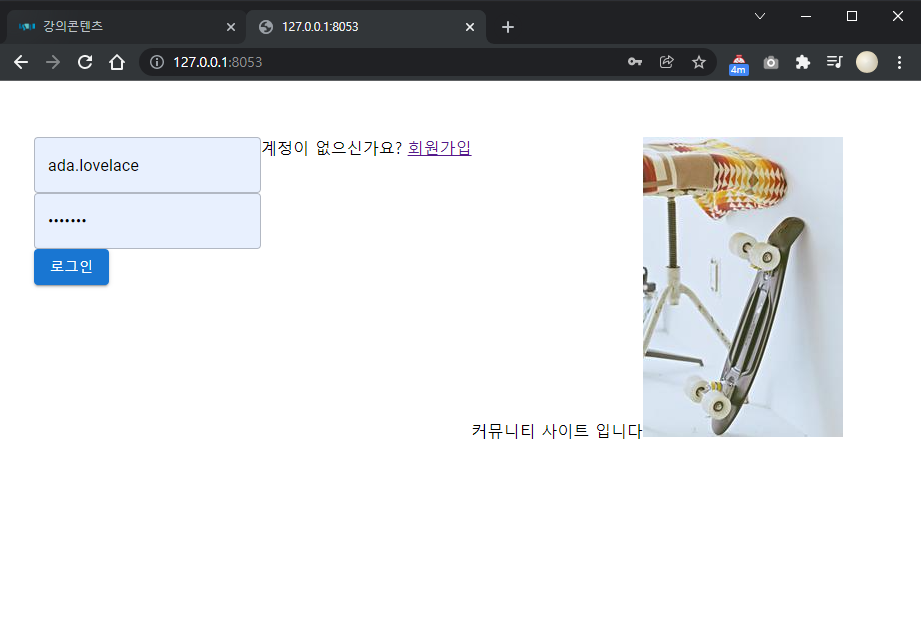 강의콘텐츠
127.0.0.1:8053
127.0.0.1:8053
4m
ada.lovelace
•••••••
로그인
계정이 없으신가요? 회원가입
커뮤니티 사이트 입니다